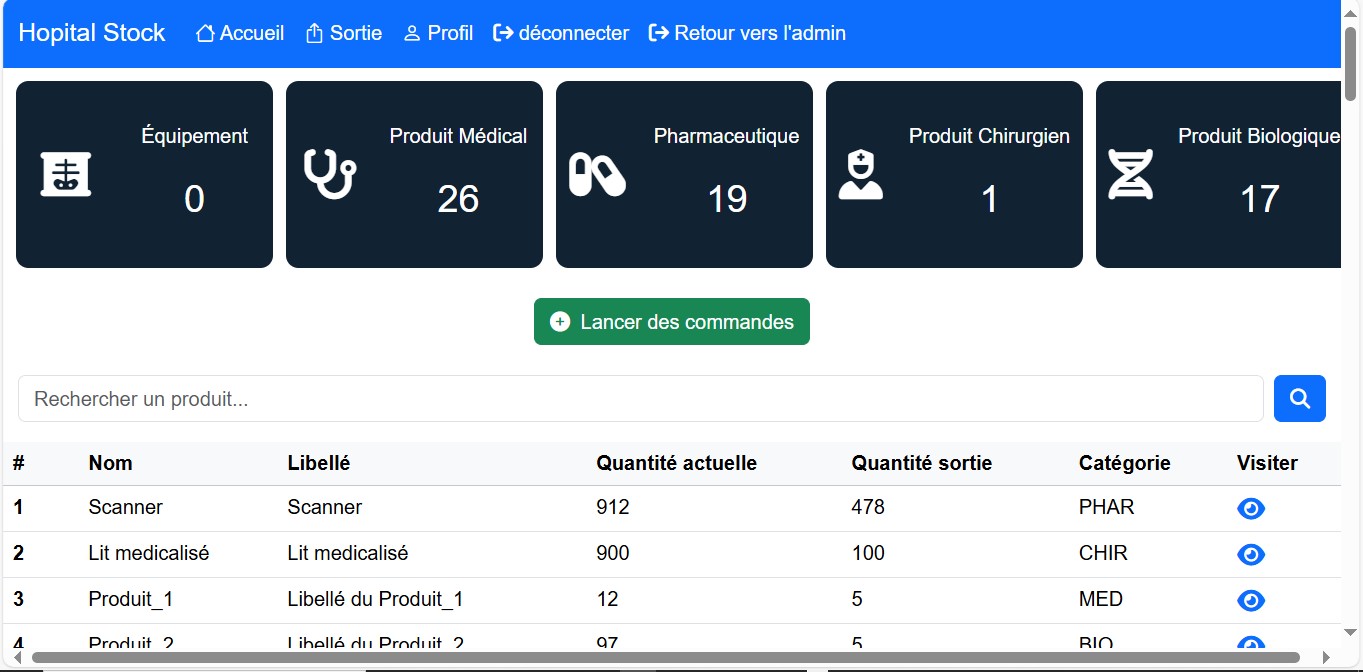 Hopital Stock Accueil Sortie Profil déconnecter Retour vers l'admin
Équipement Produit Médical Pharmaceutique Produit Chirurgien Produit Biologique
0 26 19 1 17
Lancer des commandes
Rechercher un produit...
# Nom Libellé Quantité actuelle Quantité sortie Catégorie Visiter
1 Scanner Scanner 912 478 PHAR
2 Lit medicalisé Lit medicalisé 900 100 CHIR
3 Produit_1 Libellé du Produit_1 12 5 MED
4 Produit_2 Libellé du Produit_2 97 5 BIO